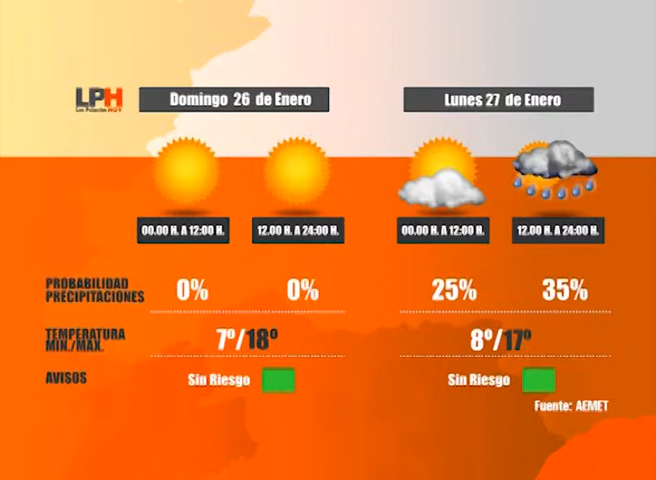 LPH
Los Palacios HOY
Domingo 26 de Enero
Lunes 27 de Enero
00.00 H. A 12:00 H.
12.00 H. A 24:00 H.
00.00 H. A 12:00 H.
12.00 H. A 24:00 H.
PROBABILIDAD
PRECIPITACIONES
0%
0%
25%
35%
TEMPERATURA
MIN./MAX.
7º/18º
8º/17º
AVISOS
Sin Riesgo
Sin Riesgo
Fuente: AEMET